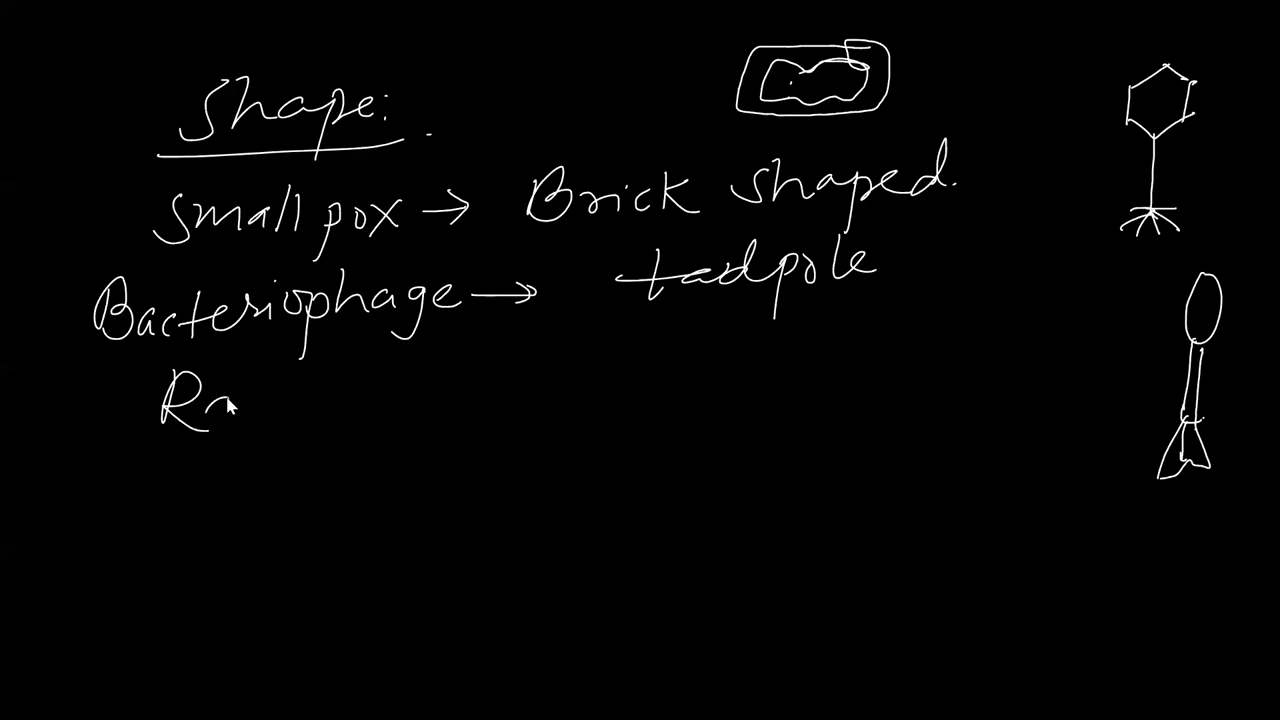 Shape:
Small pox → Brick shaped.
Bacteriophage → tadpole